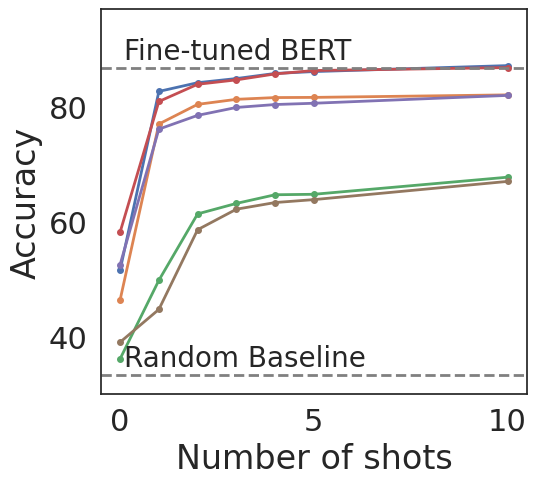 Fine-tuned BERT
80
60
40
Accuracy
Random Baseline
0 5 10
Number of shots